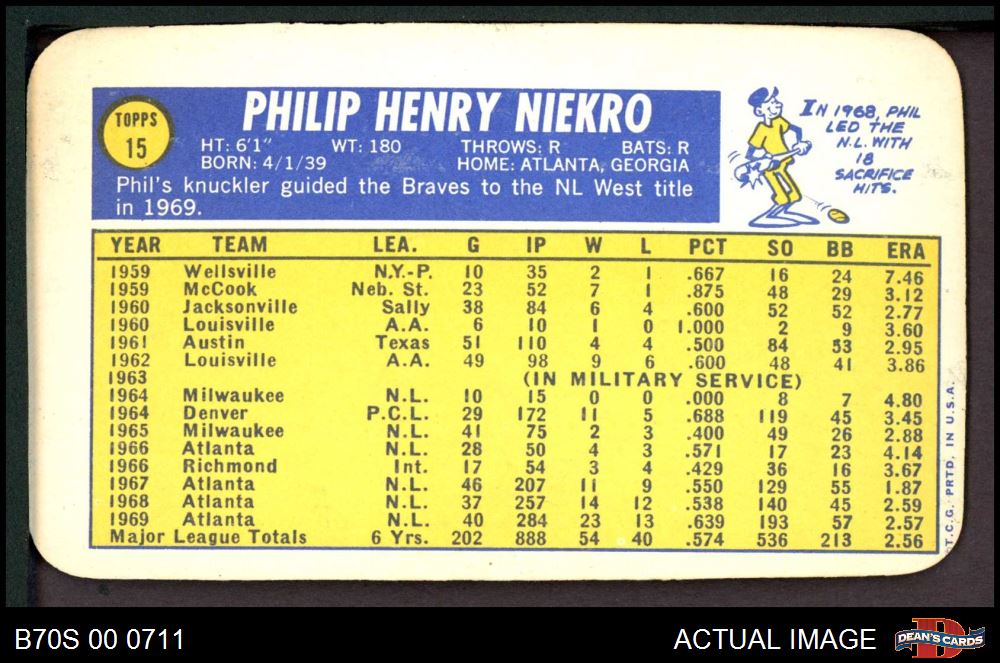 TOPPS
15
PHILIP HENRY NIEKRO
HT: 6'1" WT: 180 THROWS: R BATS: R
BORN: 4/1/39 HOME: ATLANTA, GEORGIA
Phil's knuckler guided the Braves to the NL West title
in 1969.
IN 1968, PHIL
LED THE
N.L. WITH
18
SACRIFICE
HITS.
YEAR TEAM LEA. G IP W L PCT SO BB ERA
1959 Wellsville N.Y.-P. 10 35 2 1 .667 16 24 7.46
1959 McCook Neb. St. 23 52 7 1 .875 48 29 3.12
1960 Jacksonville Sally 38 84 6 4 .600 52 52 2.77
1960 Louisville A.A. 6 10 1 0 1.000 2 9 3.60
1961 Austin Texas 51 110 4 4 .500 84 53 2.95
1962 Louisville A.A. 49 98 9 6 .600 48 41 3.86
1963 (IN MILITARY SERVICE)
1964 Milwaukee N.L. 10 15 0 0 .000 8 7 4.80
1964 Denver P.C.L. 29 172 11 5 .688 119 45 3.45
1965 Milwaukee N.L. 41 75 2 3 .400 49 26 2.88
1966 Atlanta N.L. 28 50 4 3 .571 17 23 4.14
1966 Richmond Int. 17 54 3 4 .429 36 16 3.67
1967 Atlanta N.L. 46 207 11 9 .550 129 55 1.87
1968 Atlanta N.L. 37 257 14 12 .538 140 45 2.59
1969 Atlanta N.L. 40 284 23 13 .639 193 57 2.57
Major League Totals 6 Yrs. 202 888 54 40 .574 536 213 2.56
T.C.G. PRTD. IN U.S.A.
B70S 00 0711
ACTUAL IMAGE
DEAN'S CARDS